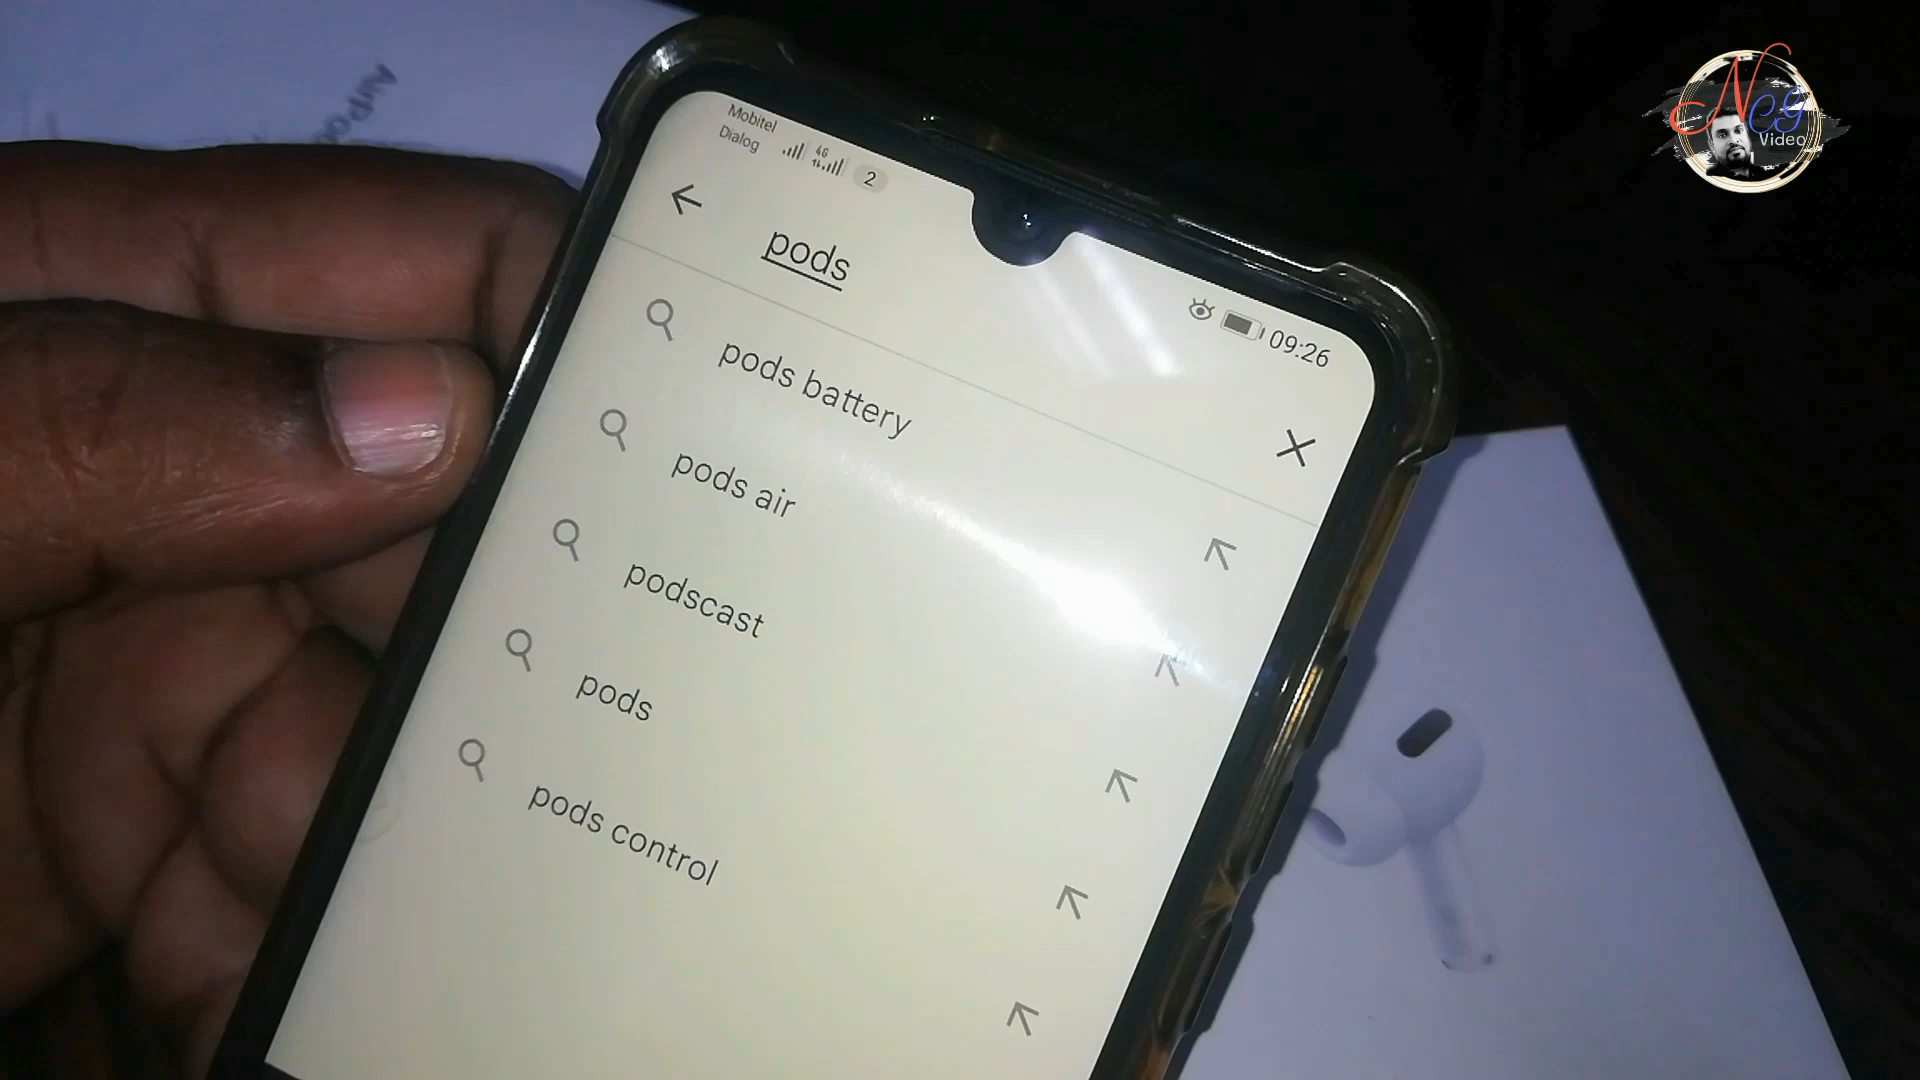 Neg
Video
Mobitel
Dialog
4G
2
09:26
pods
pods battery
pods air
podscast
pods
pods control